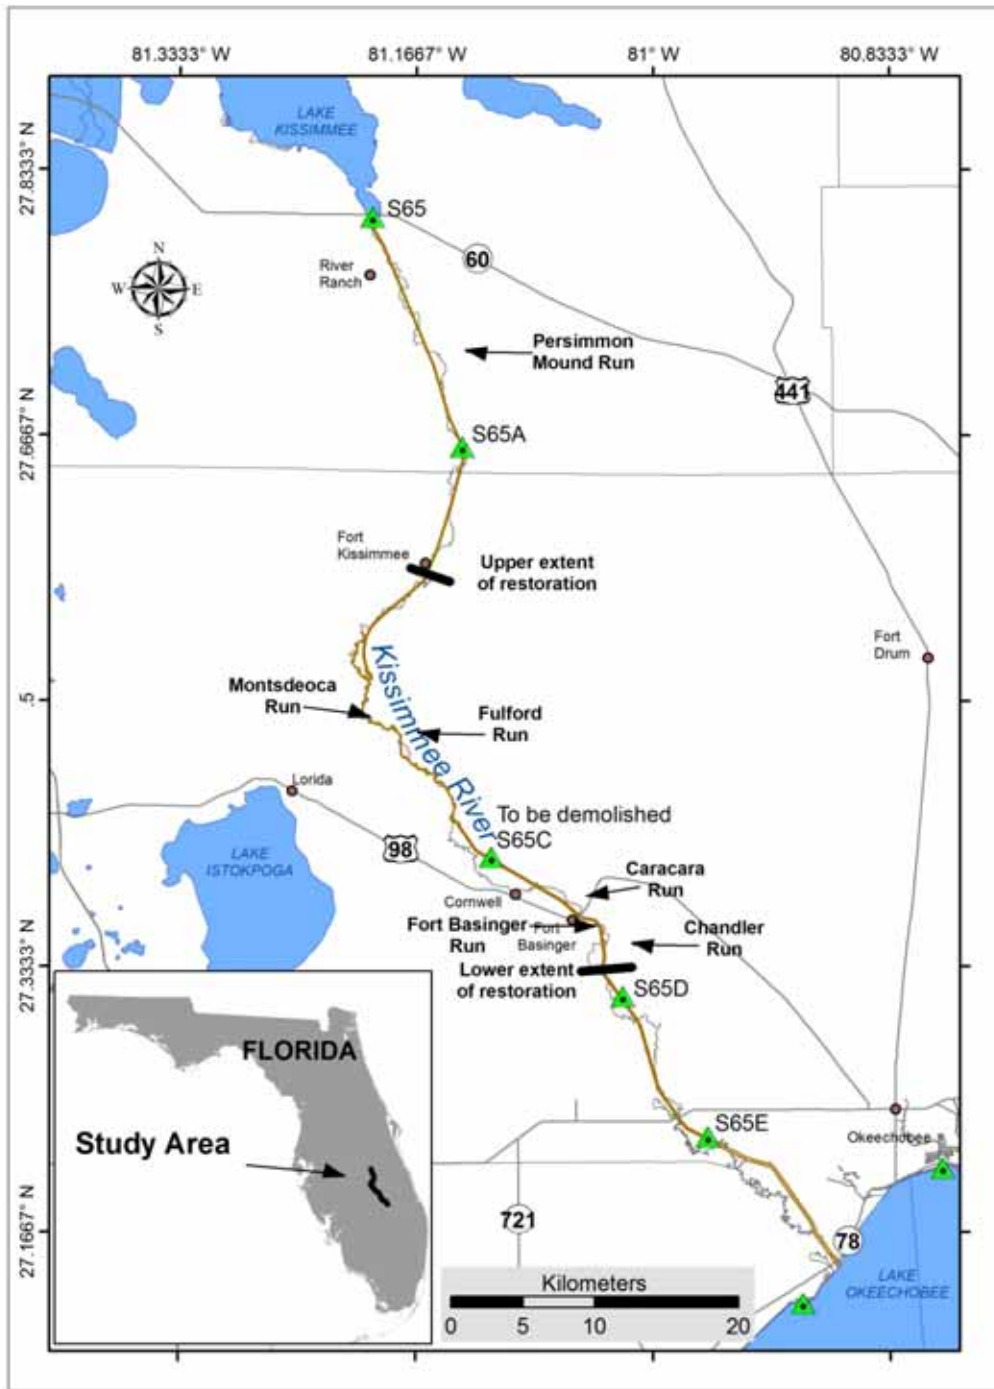 81.3333° W
81.1667° W
81° W
80.8333° W
27.8333° N
27.6667° N
.5
27.3333° N
27.1667° N
LAKE
KISSIMMEE
S65
60
River
Ranch
N
W
E
S
Persimmon
Mound Run
441
S65A
Fort
Kissimmee
Upper extent
of restoration
Fort
Drum
Kissimmee River
Montsdeoca
Run
Fulford
Run
Lorida
To be demolished
S65C
98
LAKE
ISTOKPOGA
Caracara
Run
Cornwell
Fort Basinger
Run
Fort
Basinger
Chandler
Run
Lower extent
of restoration
S65D
FLORIDA
Study Area
S65E
Okeechobee
721
78
LAKE
OKEECHOBEE
Kilometers
0 5 10 20